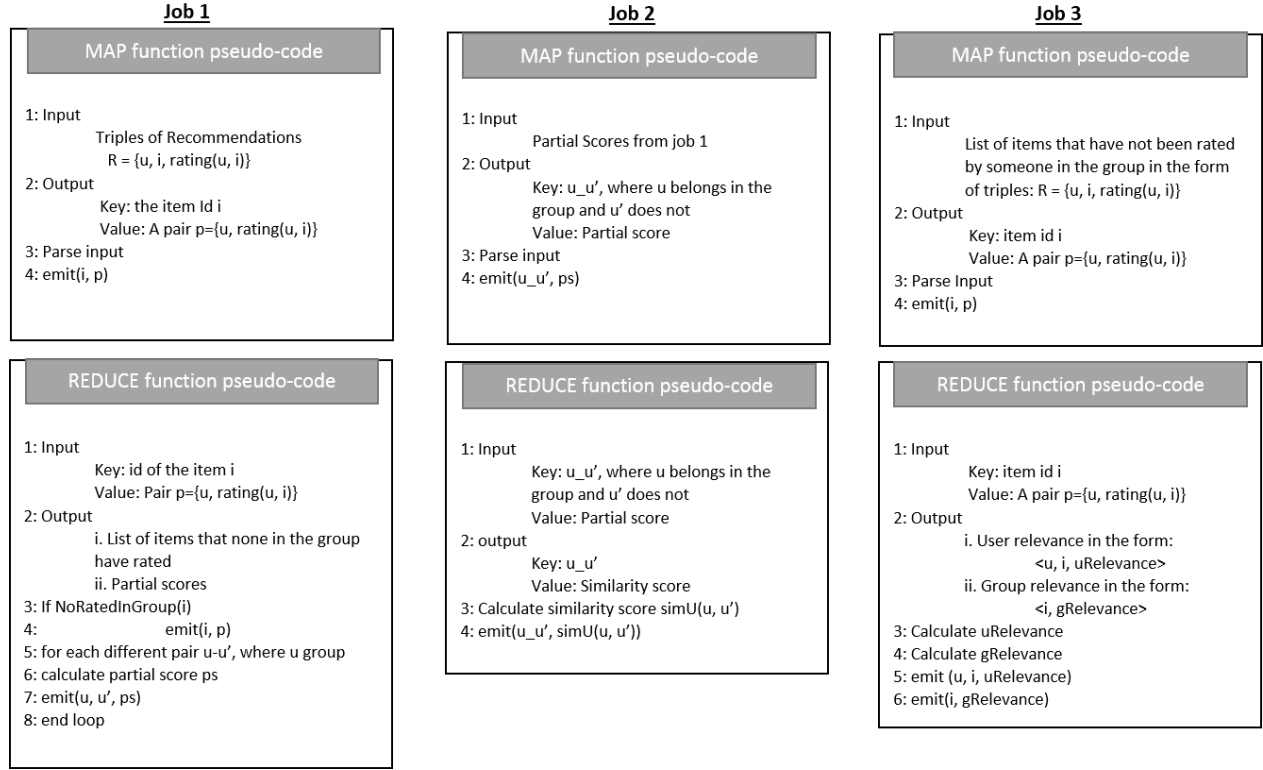 Job 1
MAP function pseudo-code
1: Input
Triples of Recommendations
R = {u, i, rating(u, i)}
2: Output
Key: the item Id i
Value: A pair p={u, rating(u, i)}
3: Parse input
4: emit(i, p)
REDUCE function pseudo-code
1: Input
Key: id of the item i
Value: Pair p={u, rating(u, i)}
2: Output
i. List of items that none in the group
have rated
ii. Partial scores
3: If NoRatedInGroup(i)
4: emit(i, p)
5: for each different pair u-u’, where u group
6: calculate partial score ps
7: emit(u, u’, ps)
8: end loop
Job 2
MAP function pseudo-code
1: Input
Partial Scores from job 1
2: Output
Key: u_u’, where u belongs in the
group and u’ does not
Value: Partial score
3: Parse input
4: emit(u_u’, ps)
REDUCE function pseudo-code
1: Input
Key: u_u’, where u belongs in the
group and u’ does not
Value: Partial score
2: output
Key: u_u’
Value: Similarity score
3: Calculate similarity score simU(u, u’)
4: emit(u_u’, simU(u, u’))
Job 3
MAP function pseudo-code
1: Input
List of items that have not been rated
by someone in the group in the form
of triples: R = {u, i, rating(u, i)}
2: Output
Key: item id i
Value: A pair p={u, rating(u, i)}
3: Parse Input
4: emit(i, p)
REDUCE function pseudo-code
1: Input
Key: item id i
Value: A pair p={u, rating(u, i)}
2: Output
i. User relevance in the form:
<u, i, uRelevance>
ii. Group relevance in the form:
<i, gRelevance>
3: Calculate uRelevance
4: Calculate gRelevance
5: emit (u, i, uRelevance)
6: emit(i, gRelevance)